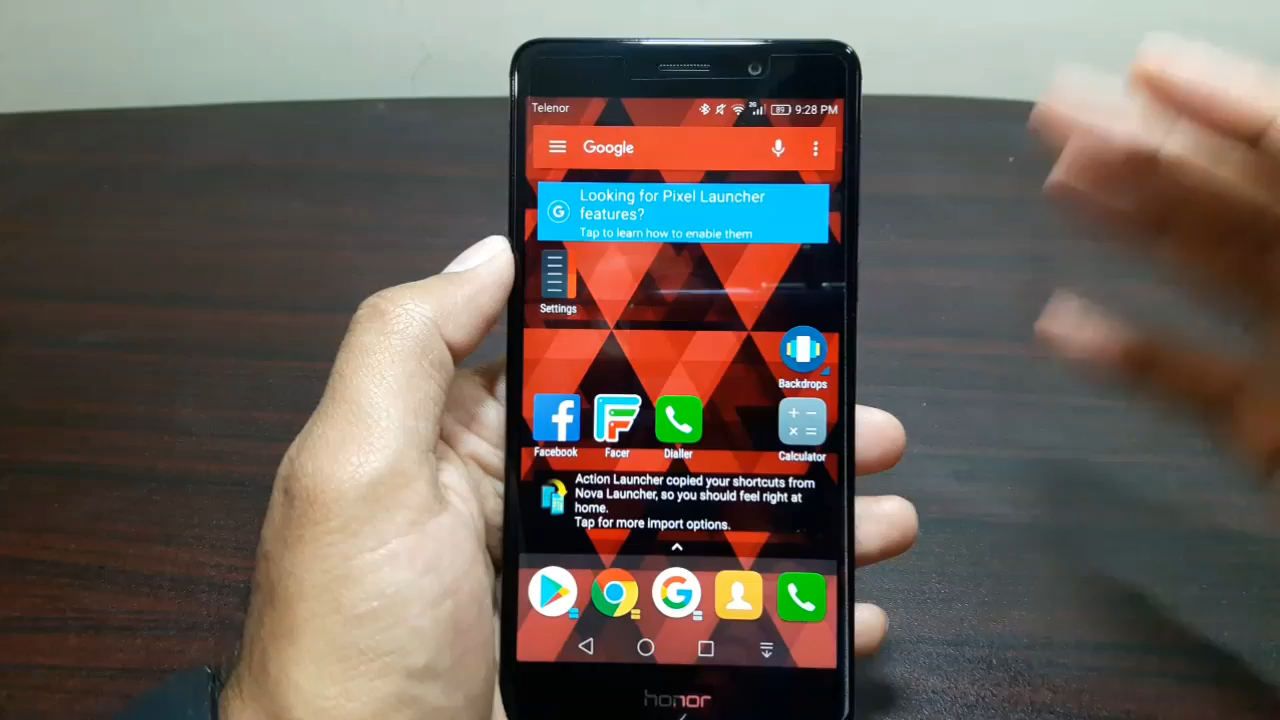 Telenor
2G
89
9:28 PM
Google
Looking for Pixel Launcher
features?
G
Tap to learn how to enable them
Settings
Backdrops
Facebook
Facer
Dialler
Calculator
Action Launcher copied your shortcuts from
Nova Launcher, so you should feel right at
home.
Tap for more import options.
honor